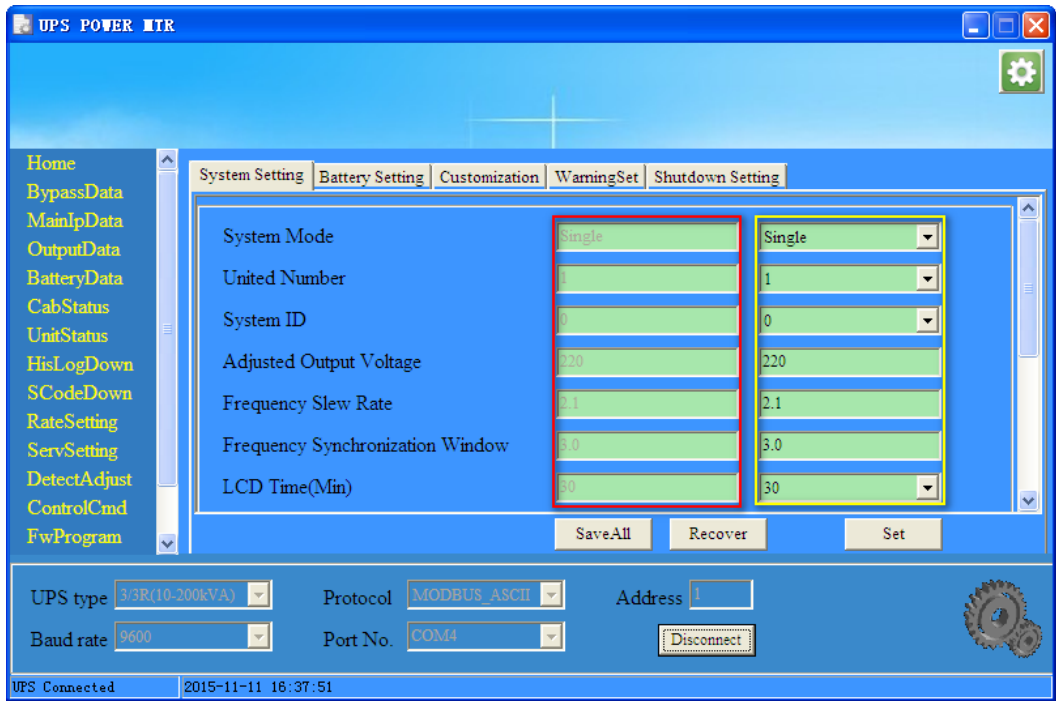 UPS POWER MTR
Home
BypassData
MainIpData
OutputData
BatteryData
CabStatus
UnitStatus
HisLogDown
SCodeDown
RateSetting
ServSetting
DetectAdjust
ControlCmd
FwProgram
System Setting Battery Setting Customization WarningSet Shutdown Setting
System Mode Single Single
United Number 1 1
System ID 0 0
Adjusted Output Voltage 220 220
Frequency Slew Rate 2.1 2.1
Frequency Synchronization Window 3.0 3.0
LCD Time(Min) 30 30
SaveAll Recover Set
UPS type 3/3R(10-200kVA) Protocol MODBUS_ASCII Address 1
Baud rate 9600 Port No. COM4 Disconnect
UPS Connected 2015-11-11 16:37:51